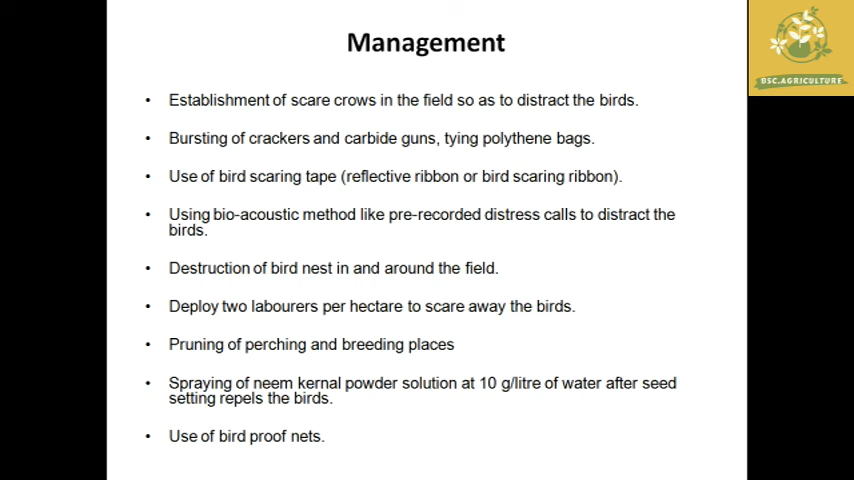 Management
BSC.AGRICULTURE
• Establishment of scare crows in the field so as to distract the birds.
• Bursting of crackers and carbide guns, tying polythene bags.
• Use of bird scaring tape (reflective ribbon or bird scaring ribbon).
• Using bio-acoustic method like pre-recorded distress calls to distract the
birds.
• Destruction of bird nest in and around the field.
• Deploy two labourers per hectare to scare away the birds.
• Pruning of perching and breeding places
• Spraying of neem kernal powder solution at 10 g/litre of water after seed
setting repels the birds.
• Use of bird proof nets.